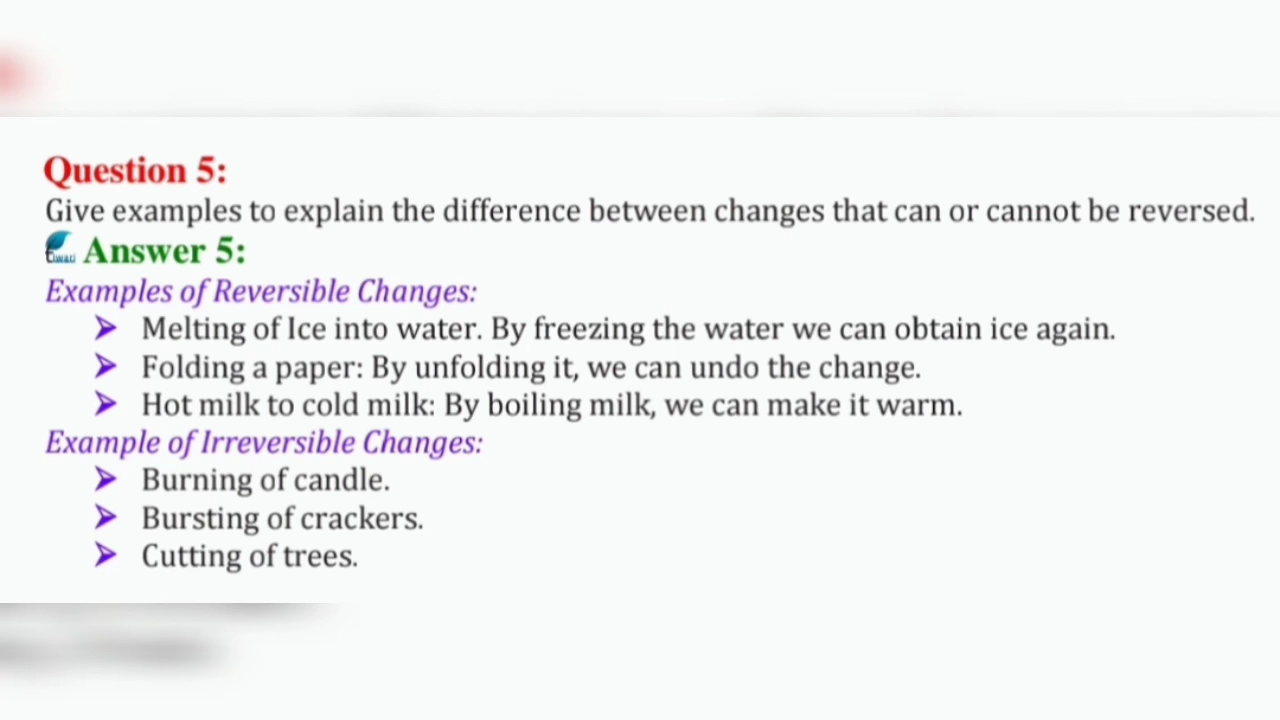 Question 5:
Give examples to explain the difference between changes that can or cannot be reversed.
Answer 5:
Examples of Reversible Changes:
➢ Melting of Ice into water. By freezing the water we can obtain ice again.
➢ Folding a paper: By unfolding it, we can undo the change.
➢ Hot milk to cold milk: By boiling milk, we can make it warm.
Example of Irreversible Changes:
➢ Burning of candle.
➢ Bursting of crackers.
➢ Cutting of trees.